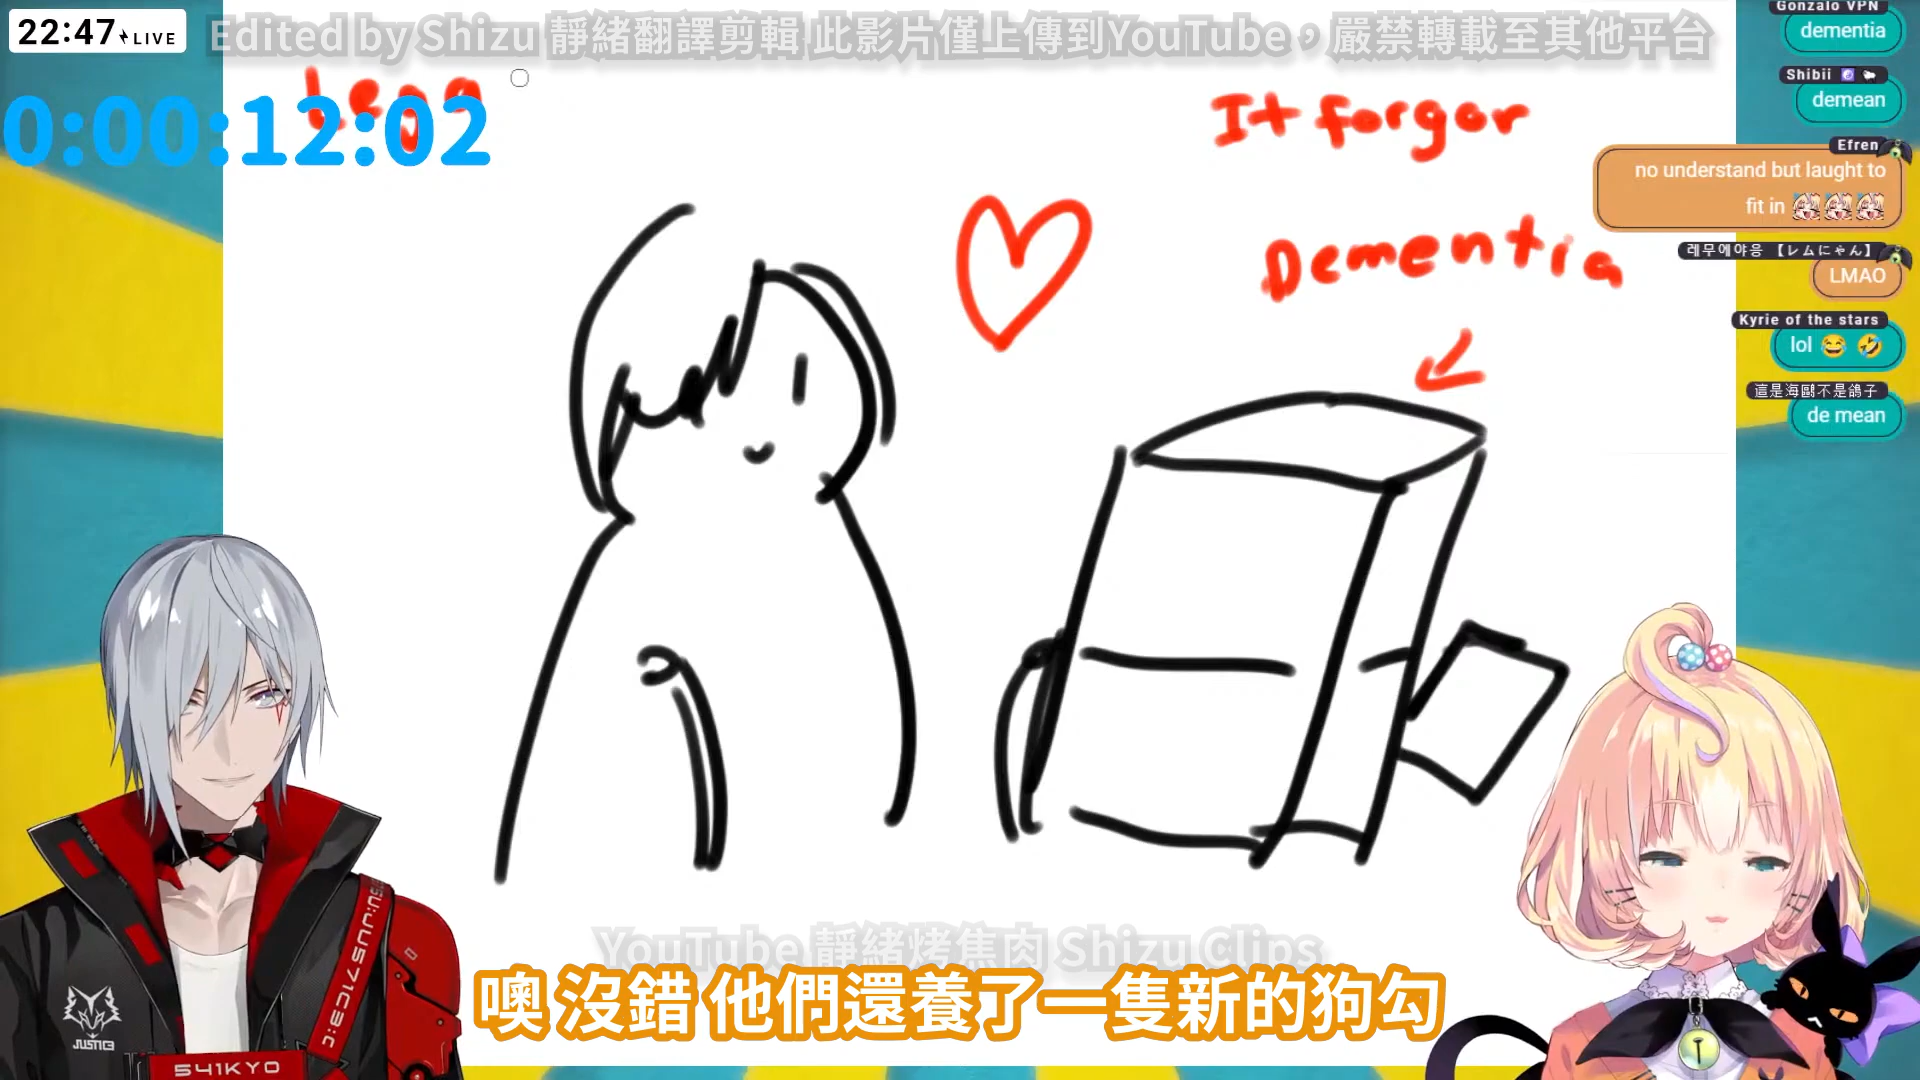 22:47 LIVE
Edited by Shizu 靜緒翻譯剪輯 此影片僅上傳到YouTube，嚴禁轉載至其他平台
0:00:12:02
It forgor
Dementia
Gonzalo VPN
dementia
Shibii
demean
Efren
no understand but laught to
fit in
레무에야옹 【レムにゃん】
LMAO
Kyrie of the stars
lol
這是海鷗不是鴿子
de mean
JUSTIC3
541KYO
YouTube 靜緒烤焦肉 Shizu Clips
噢 沒錯 他們還養了一隻新的狗勾